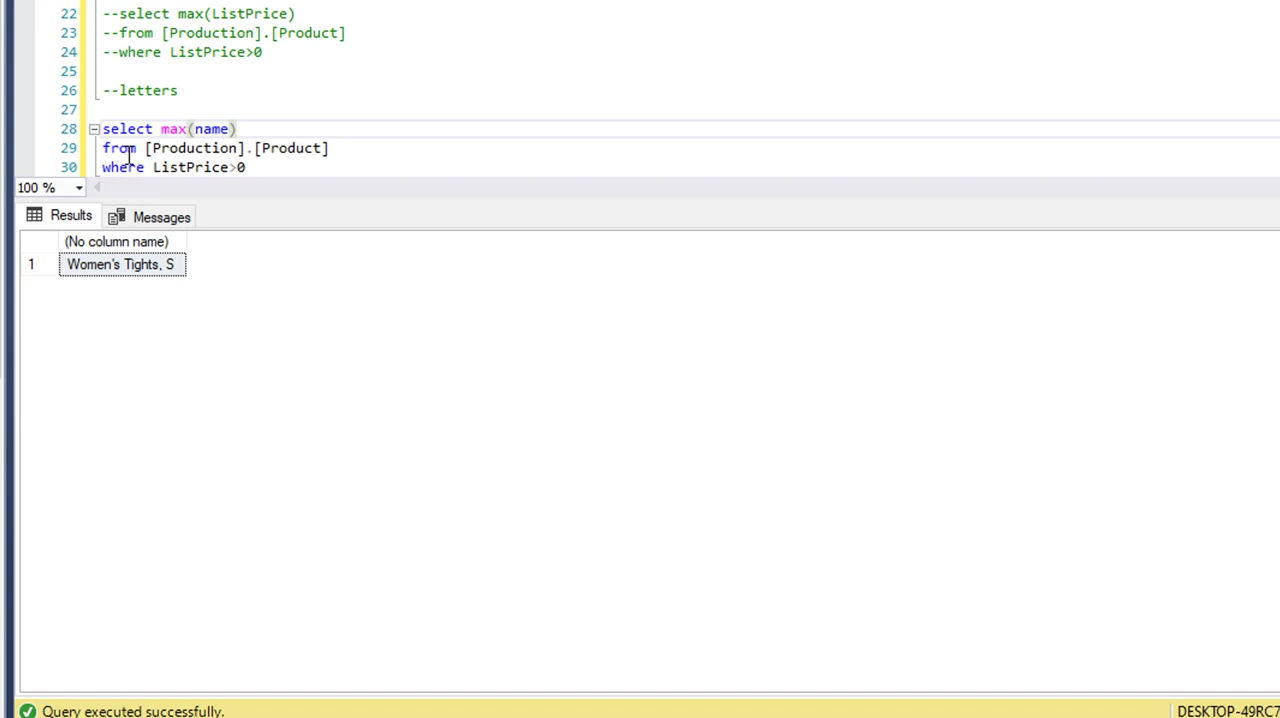 22 --select max(ListPrice)
23 --from [Production].[Product]
24 --where ListPrice>0
25
26 --letters
27
28 select max(name)
29 from [Production].[Product]
30 where ListPrice>0
100 %
Results Messages
(No column name)
1 Women's Tights, S
Query executed successfully. DESKTOP-49RC7